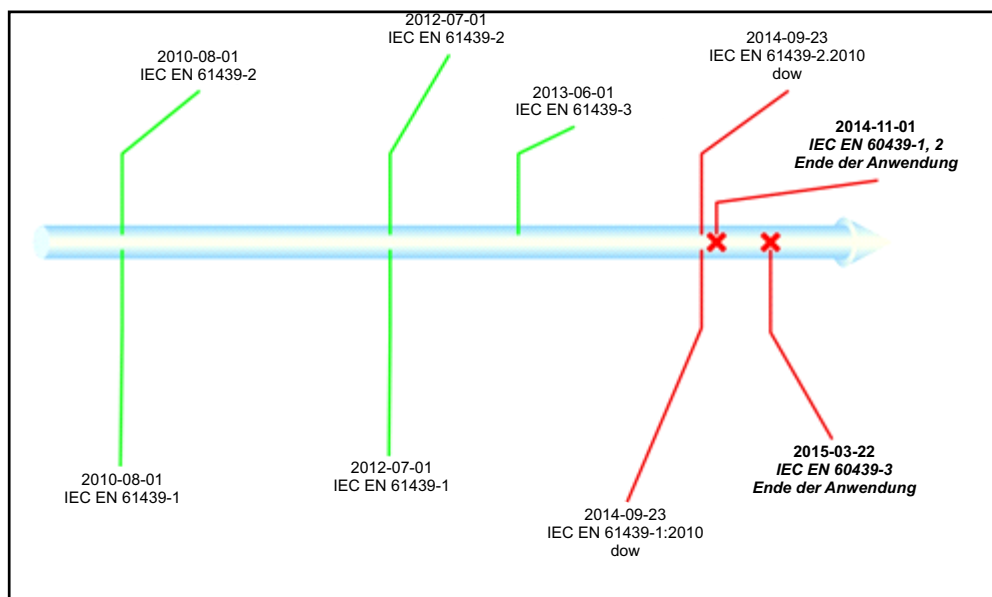 2012-07-01
IEC EN 61439-2
2010-08-01
IEC EN 61439-2
2014-09-23
IEC EN 61439-2.2010
dow
2013-06-01
IEC EN 61439-3
2014-11-01
IEC EN 60439-1, 2
Ende der Anwendung
2010-08-01
IEC EN 61439-1
2012-07-01
IEC EN 61439-1
2015-03-22
IEC EN 60439-3
Ende der Anwendung
2014-09-23
IEC EN 61439-1:2010
dow